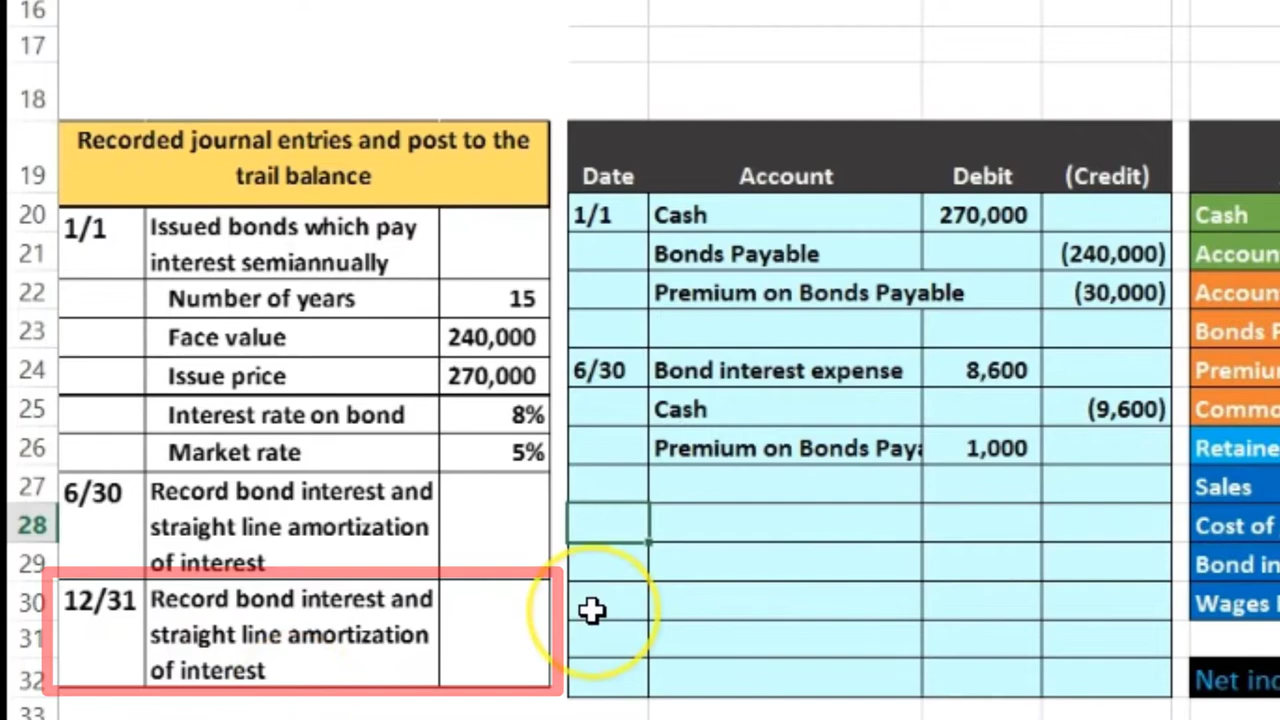 16
17
18
19
Recorded journal entries and post to the
trail balance
Date Account Debit (Credit)
20 1/1 Issued bonds which pay
21 interest semiannually
22 Number of years 15
23 Face value 240,000
24 Issue price 270,000
25 Interest rate on bond 8%
26 Market rate 5%
27 6/30 Record bond interest and
28 straight line amortization
29 of interest
30 12/31 Record bond interest and
31 straight line amortization
32 of interest
33
1/1 Cash 270,000
Bonds Payable (240,000)
Premium on Bonds Payable (30,000)
6/30 Bond interest expense 8,600
Cash (9,600)
Premium on Bonds Paya 1,000
Cash
Accoun
Accoun
Bonds P
Premiu
Commo
Retaine
Sales
Cost of
Bond in
Wages
Net inc